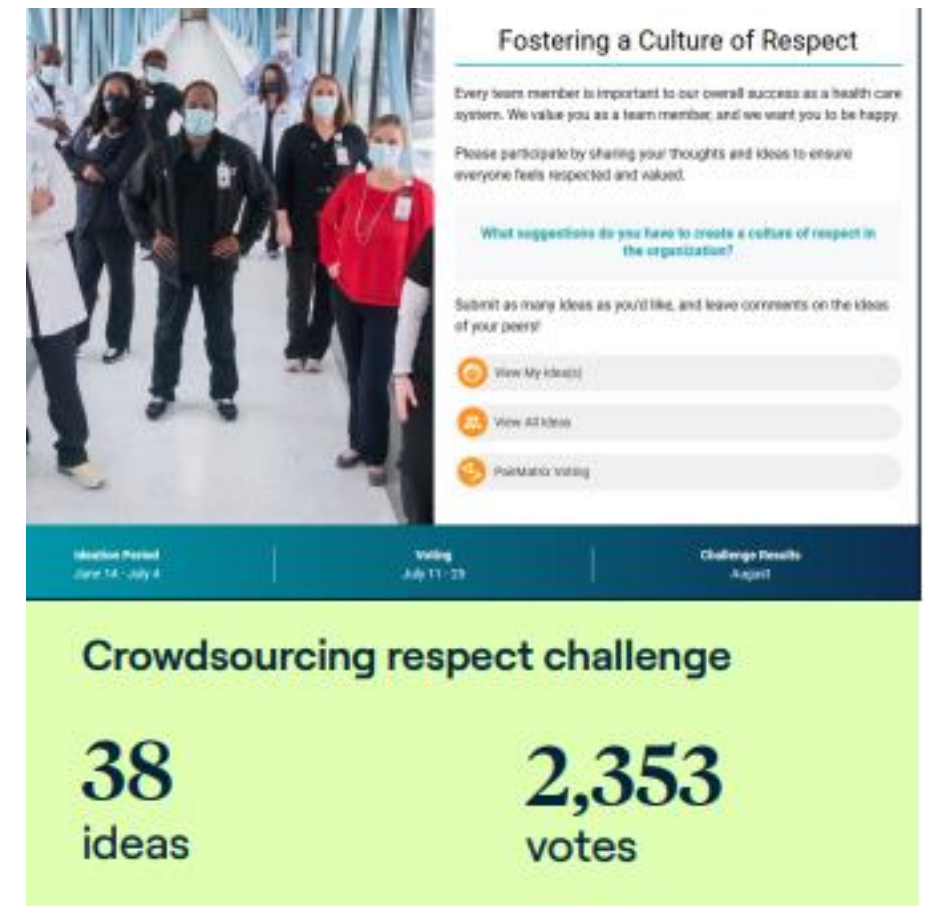 Fostering a Culture of Respect
Every team member is important to our overall success as a health care
system. We value you as a team member, and we want you to be happy.
Please participate by sharing your thoughts and ideas to ensure
everyone feels respected and valued.
What suggestions do you have to create a culture of respect in
the organization?
Submit as many ideas as you'd like, and leave comments on the ideas
of your peers!
View My Idea(s)
View All Ideas
PairMatrix Voting
Ideation Period
June 14 - July 4
Voting
July 11 - 25
Challenge Results
August
Crowdsourcing respect challenge
38
ideas
2,353
votes